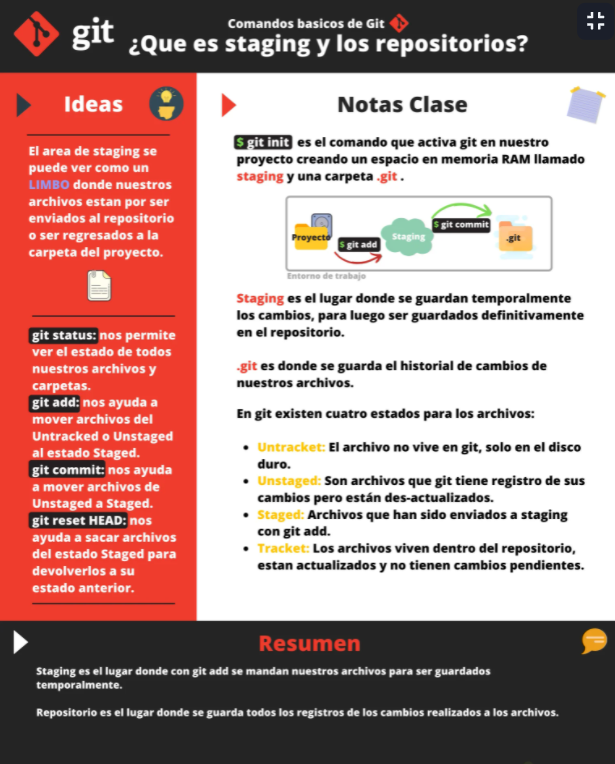 git
Comandos basicos de Git
¿Que es staging y los repositorios?
Ideas
El area de staging se
puede ver como un
LIMBO donde nuestros
archivos estan por ser
enviados al repositorio
o ser regresados a la
carpeta del proyecto.
git status: nos permite
ver el estado de todos
nuestros archivos y
carpetas.
git add: nos ayuda a
mover archivos del
Untracked o Unstaged
al estado Staged.
git commit: nos ayuda
a mover archivos de
Unstaged a Staged.
git reset HEAD: nos
ayuda a sacar archivos
del estado Staged para
devolverlos a su
estado anterior.
Notas Clase
$ git init es el comando que activa git en nuestro
proyecto creando un espacio en memoria RAM llamado
staging y una carpeta .git .
Proyecto
$ git add
Staging
$ git commit
.git
Entorno de trabajo
Staging es el lugar donde se guardan temporalmente
los cambios, para luego ser guardados definitivamente
en el repositorio.
.git es donde se guarda el historial de cambios de
nuestros archivos.
En git existen cuatro estados para los archivos:
• Untracket: El archivo no vive en git, solo en el disco
duro.
• Unstaged: Son archivos que git tiene registro de sus
cambios pero están des-actualizados.
• Staged: Archivos que han sido enviados a staging
con git add.
• Tracket: Los archivos viven dentro del repositorio,
estan actualizados y no tienen cambios pendientes.
Resumen
Staging es el lugar donde con git add se mandan nuestros archivos para ser guardados
temporalmente.
Repositorio es el lugar donde se guarda todos los registros de los cambios realizados a los archivos.